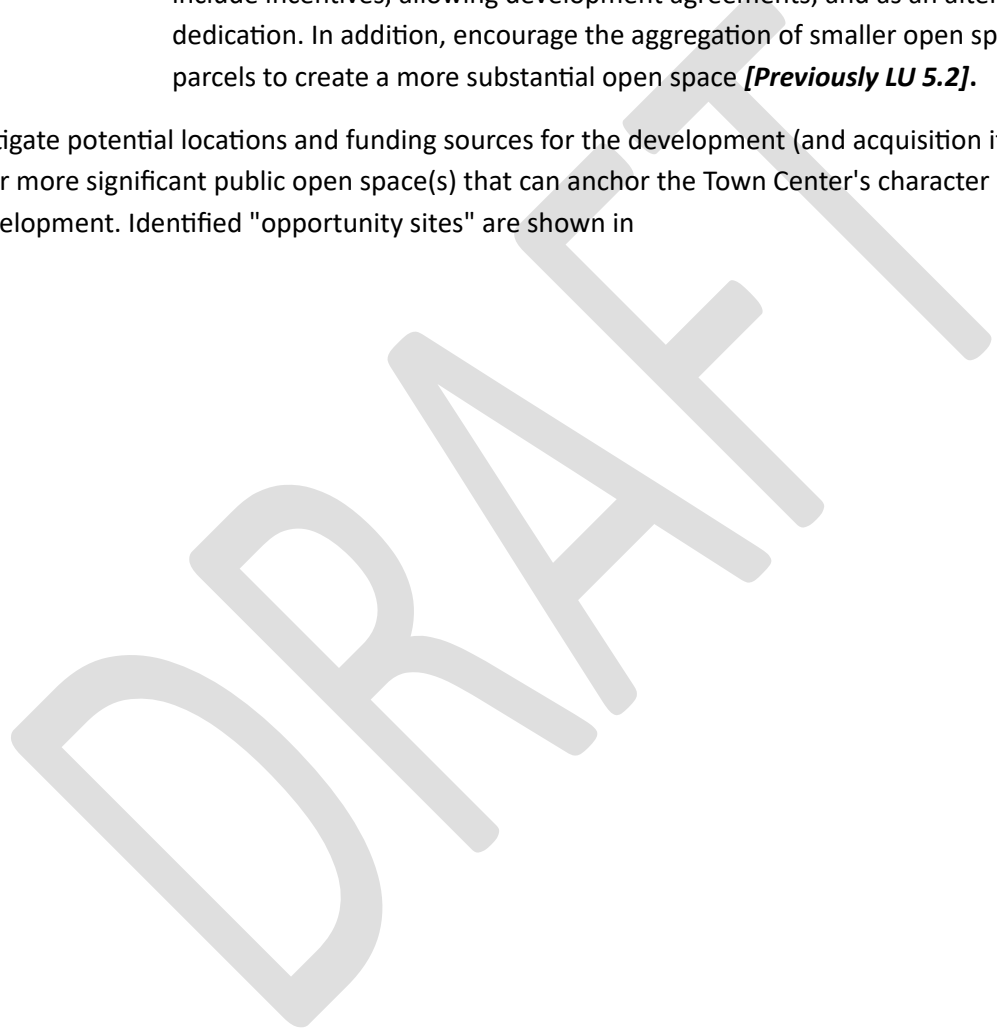 include incentives, allowing development agreements, and as an alter
dedication. In addition, encourage the aggregation of smaller open sp
parcels to create a more substantial open space [Previously LU 5.2].
tigate potential locations and funding sources for the development (and acquisition i
r more significant public open space(s) that can anchor the Town Center's character
elopment. Identified "opportunity sites" are shown in
DRAFT